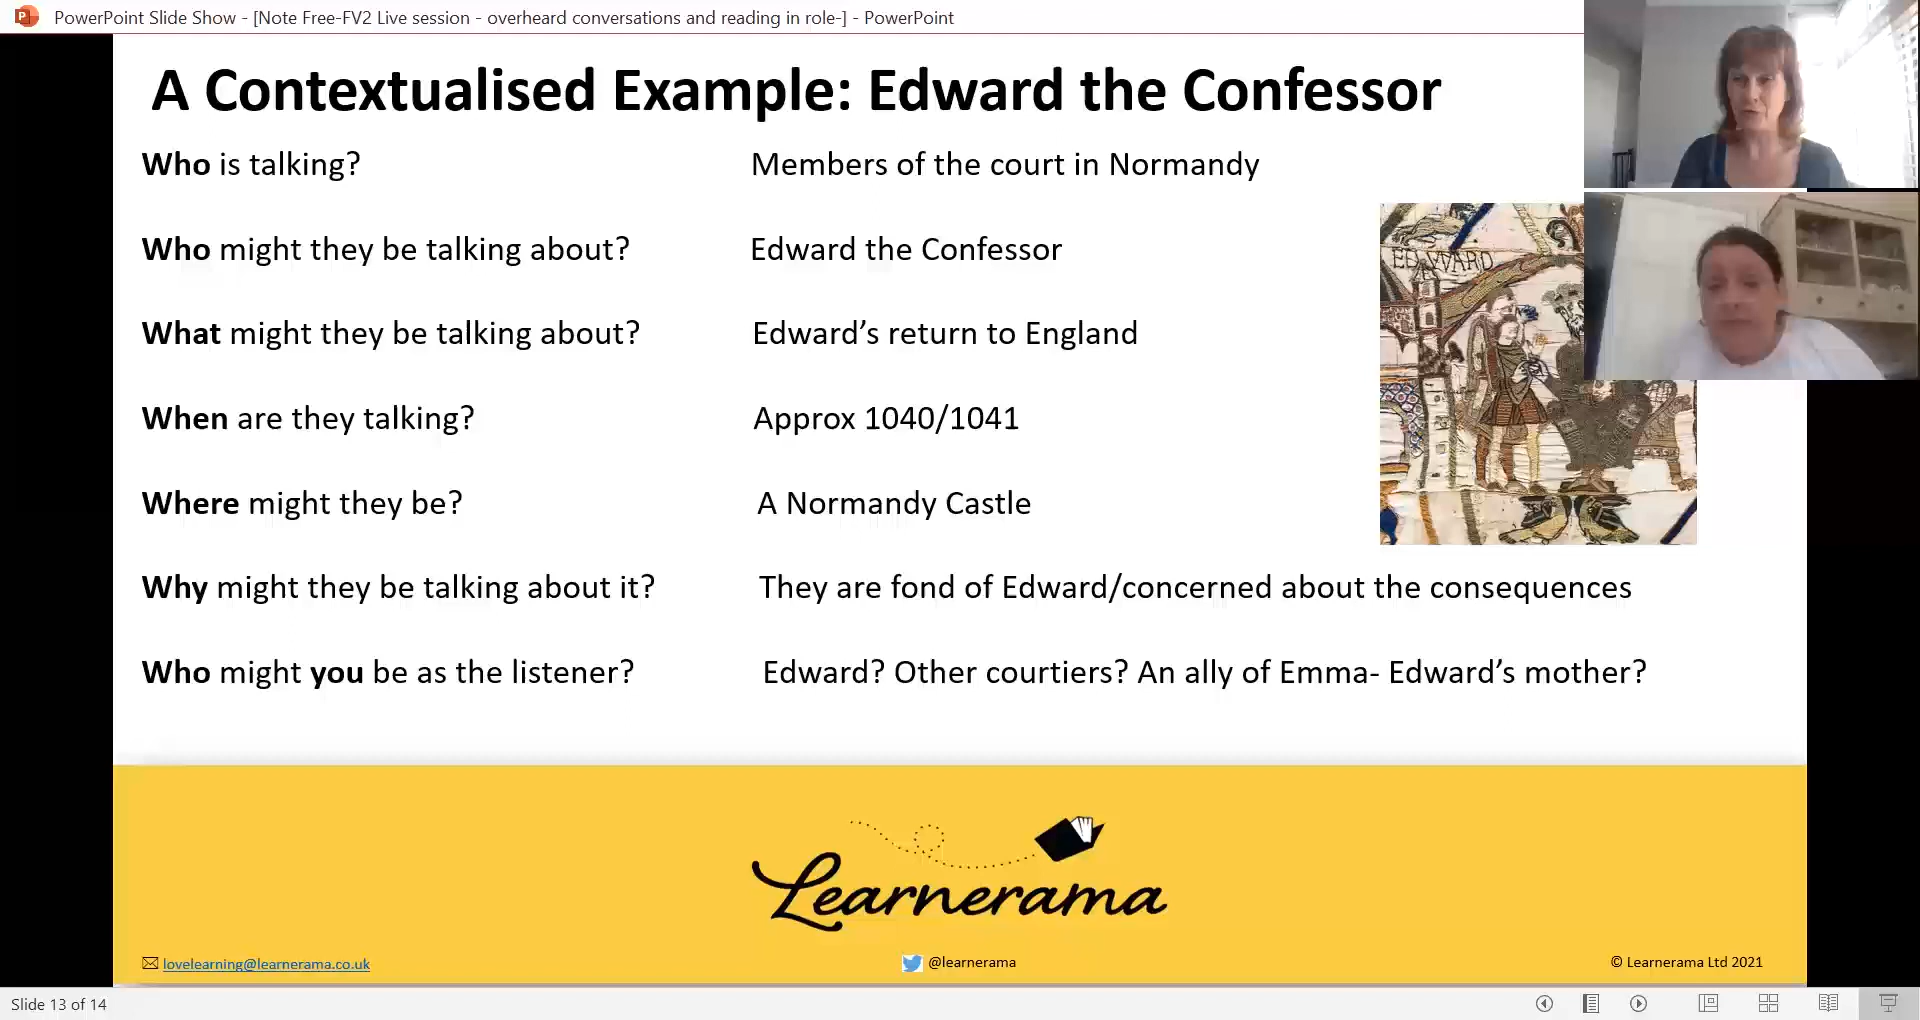 PowerPoint Slide Show - [Note Free-FV2 Live session - overheard conversations and reading in role-] - PowerPoint
A Contextualised Example: Edward the Confessor
Who is talking? Members of the court in Normandy
Who might they be talking about? Edward the Confessor
What might they be talking about? Edward’s return to England
When are they talking? Approx 1040/1041
Where might they be? A Normandy Castle
Why might they be talking about it? They are fond of Edward/concerned about the consequences
Who might you be as the listener? Edward? Other courtiers? An ally of Emma- Edward’s mother?
EDWARD
Learnerama
lovelearning@learnerama.co.uk @learnerama © Learnerama Ltd 2021
Slide 13 of 14